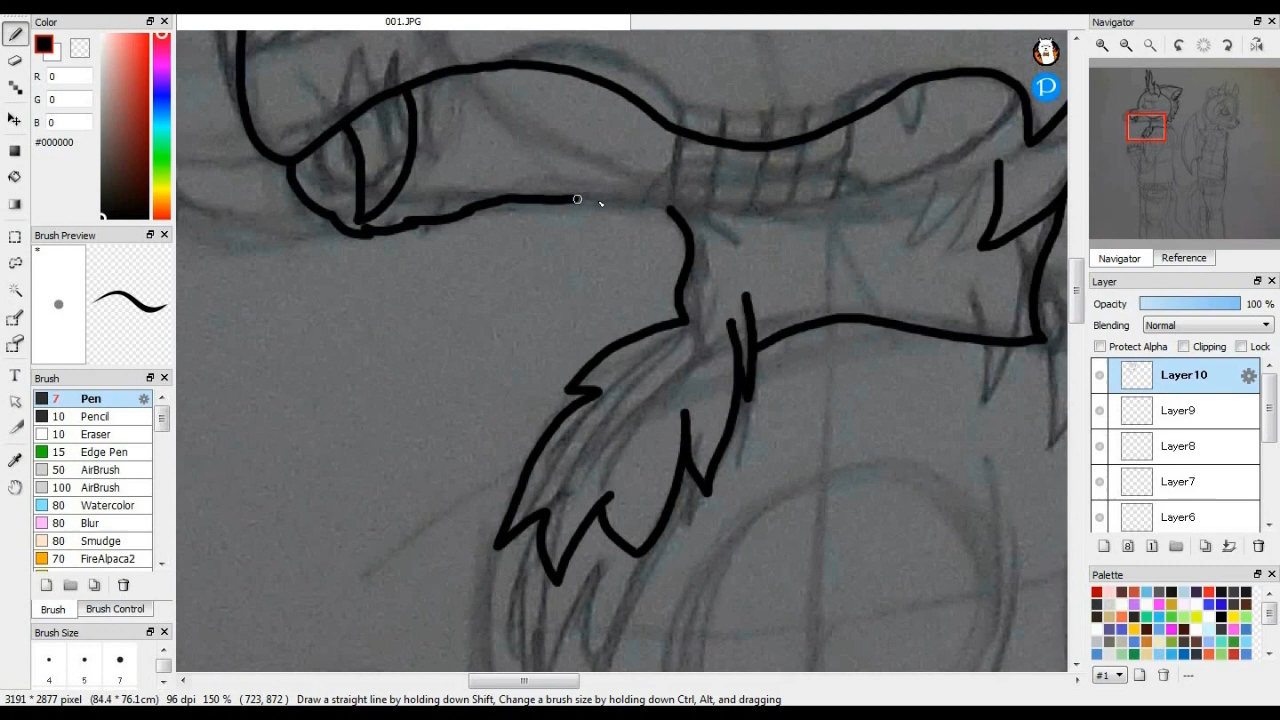 Color
001.JPG
Navigator
R 0
G 0
B 0
#000000
P
Brush Preview
*
Navigator Reference
Layer
Opacity 100 %
Blending Normal
Protect Alpha Clipping Lock
Layer10
Layer9
Layer8
Layer7
Layer6
Brush
7 Pen
10 Pencil
10 Eraser
15 Edge Pen
50 AirBrush
100 AirBrush
80 Watercolor
80 Blur
80 Smudge
70 FireAlpaca2
T
8 1
Brush Brush Control
Brush Size
4 5 7
Palette
#1 ---
3191 * 2877 pixel (84.4 * 76.1cm) 96 dpi 150 % (723, 872) Draw a straight line by holding down Shift, Change a brush size by holding down Ctrl, Alt, and dragging